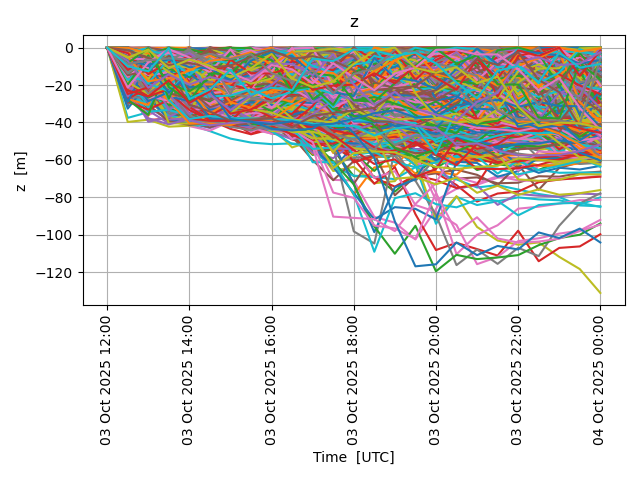 z
0
−20
−40
−60
−80
−100
−120
z [m]
03 Oct 2025 12:00
03 Oct 2025 14:00
03 Oct 2025 16:00
03 Oct 2025 18:00
03 Oct 2025 20:00
03 Oct 2025 22:00
04 Oct 2025 00:00
Time [UTC]